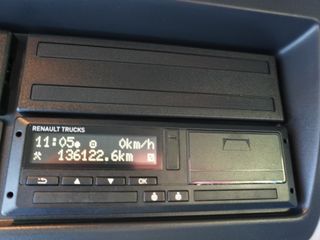 RENAULT TRUCKS
11:05 0km/h
136122.6km
OK